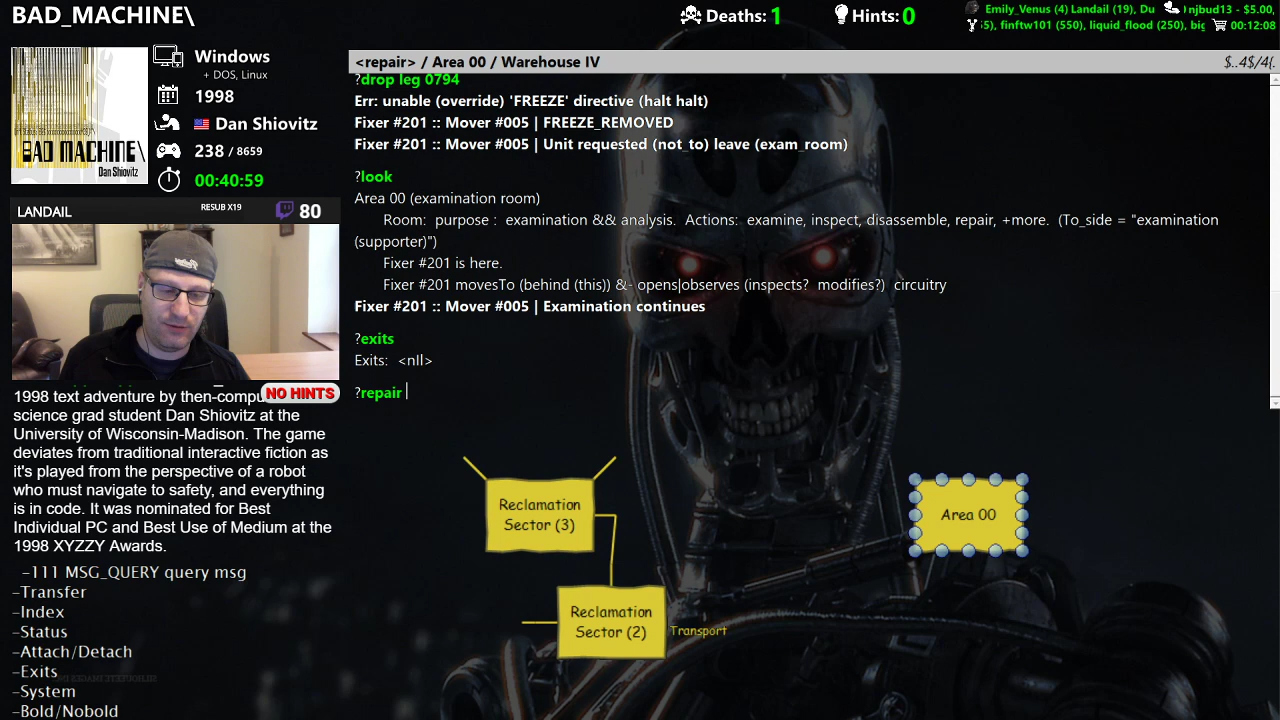 BAD_MACHINE\
Deaths: 1
Hints: 0
Emily_Venus (4) Landail (19), Du
njbud13 - $5.00,
5), finftw101 (550), liquid_flood (250), big
00:12:08
Windows
+ DOS, Linux
1998
Dan Shiovitz
238 / 8659
00:40:59
BAD MACHINE\
Dan Shiovitz
LANDAIL
RESUB X19
80
<repair> / Area 00 / Warehouse IV
$..4$/4{.
?drop leg 0794
Err: unable (override) 'FREEZE' directive (halt halt)
Fixer #201 :: Mover #005 | FREEZE_REMOVED
Fixer #201 :: Mover #005 | Unit requested (not_to) leave (exam_room)
?look
Area 00 (examination room)
Room: purpose : examination && analysis. Actions: examine, inspect, disassemble, repair, +more. (To_side = "examination
(supporter)")
Fixer #201 is here.
Fixer #201 movesTo (behind (this)) &- opens|observes (inspects? modifies?) circuitry
Fixer #201 :: Mover #005 | Examination continues
?exits
Exits: <nll>
?repair
NO HINTS
1998 text adventure by then-compu
science grad student Dan Shiovitz at the
University of Wisconsin-Madison. The game
deviates from traditional interactive fiction as
it's played from the perspective of a robot
who must navigate to safety, and everything
is in code. It was nominated for Best
Individual PC and Best Use of Medium at the
1998 XYZZY Awards.
-111 MSG_QUERY query msg
-Transfer
-Index
-Status
-Attach/Detach
-Exits
-System
-Bold/Nobold
Reclamation
Sector (3)
Area 00
Reclamation
Sector (2)
Transport